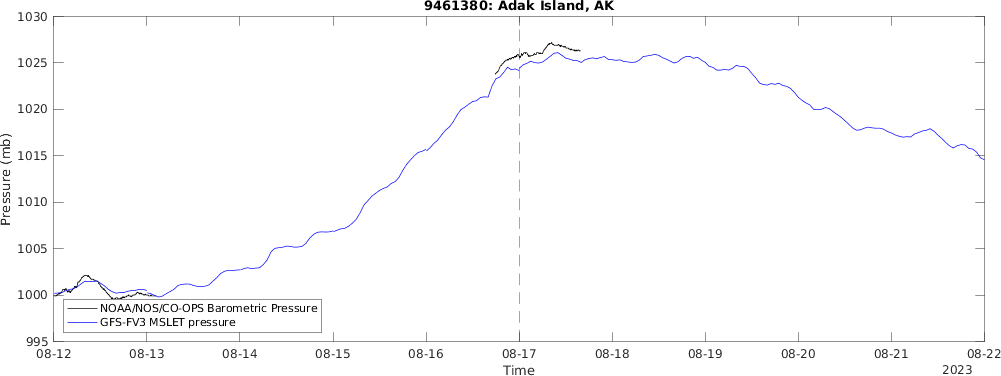 9461380: Adak Island, AK
Pressure (mb)
1030
1025
1020
1015
1010
1005
1000
995
NOAA/NOS/CO-OPS Barometric Pressure
GFS-FV3 MSLET pressure
08-12 08-13 08-14 08-15 08-16 08-17 08-18 08-19 08-20 08-21 08-22
Time
2023